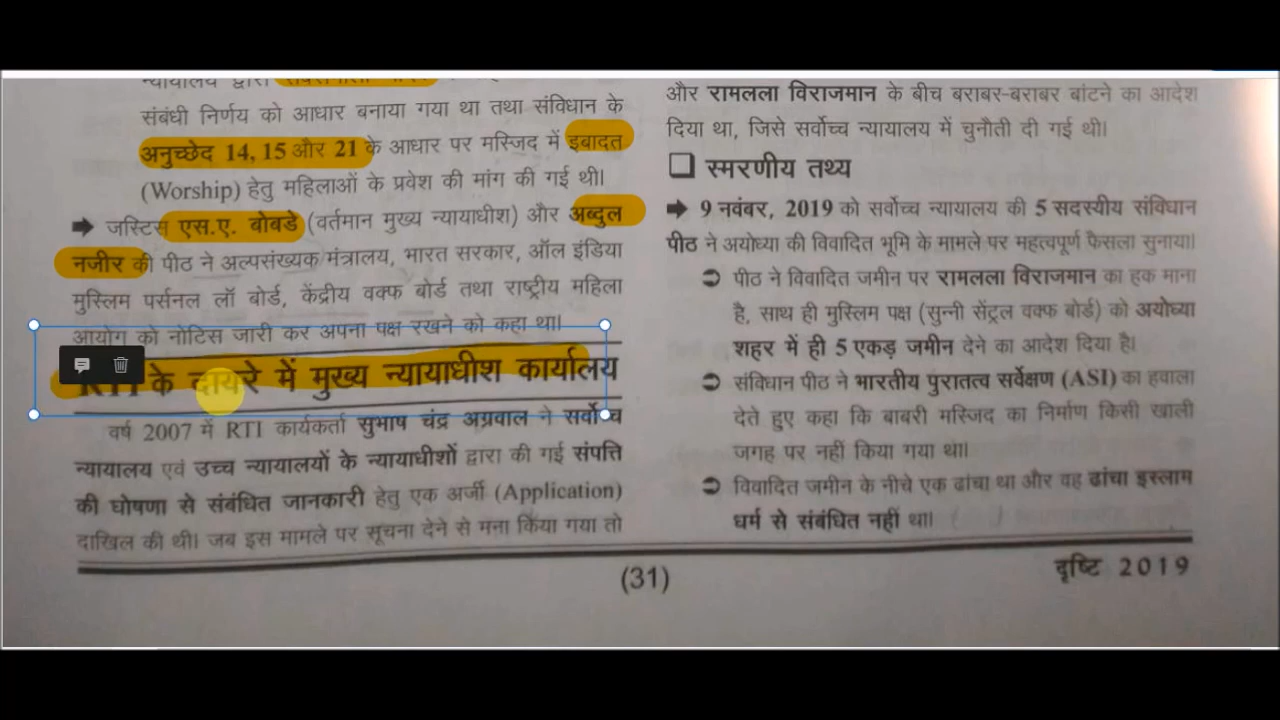 न्यायालय द्वारा
संबंधी निर्णय को आधार बनाया गया था तथा संविधान के
अनुच्छेद 14, 15 और 21 के आधार पर मस्जिद में इबादत
(Worship) हेतु महिलाओं के प्रवेश की मांग की गई थी।
➡ जस्टिस एस.ए. बोबडे (वर्तमान मुख्य न्यायाधीश) और अब्दुल
नजीर की पीठ ने अल्पसंख्यक मंत्रालय, भारत सरकार, ऑल इंडिया
मुस्लिम पर्सनल लॉ बोर्ड, केंद्रीय वक्फ बोर्ड तथा राष्ट्रीय महिला
आयोग को नोटिस जारी कर अपना पक्ष रखने को कहा था।
RTI के दायरे में मुख्य न्यायाधीश कार्यालय
वर्ष 2007 में RTI कार्यकर्ता सुभाष चंद्र अग्रवाल ने सर्वोच्च
न्यायालय एवं उच्च न्यायालयों के न्यायाधीशों द्वारा की गई संपत्ति
की घोषणा से संबंधित जानकारी हेतु एक अर्जी (Application)
दाखिल की थी। जब इस मामले पर सूचना देने से मना किया गया तो
और रामलला विराजमान के बीच बराबर-बराबर बांटने का आदेश
दिया था, जिसे सर्वोच्च न्यायालय में चुनौती दी गई थी।
❑ स्मरणीय तथ्य
➡ 9 नवंबर, 2019 को सर्वोच्च न्यायालय की 5 सदस्यीय संविधान
पीठ ने अयोध्या की विवादित भूमि के मामले पर महत्वपूर्ण फैसला सुनाया।
➲ पीठ ने विवादित जमीन पर रामलला विराजमान का हक माना
है, साथ ही मुस्लिम पक्ष (सुन्नी सेंट्रल वक्फ बोर्ड) को अयोध्या
शहर में ही 5 एकड़ जमीन देने का आदेश दिया है।
➲ संविधान पीठ ने भारतीय पुरातत्व सर्वेक्षण (ASI) का हवाला
देते हुए कहा कि बाबरी मस्जिद का निर्माण किसी खाली
जगह पर नहीं किया गया था।
➲ विवादित जमीन के नीचे एक ढांचा था और वह ढांचा इस्लाम
धर्म से संबंधित नहीं था।
(31)
दृष्टि 2019